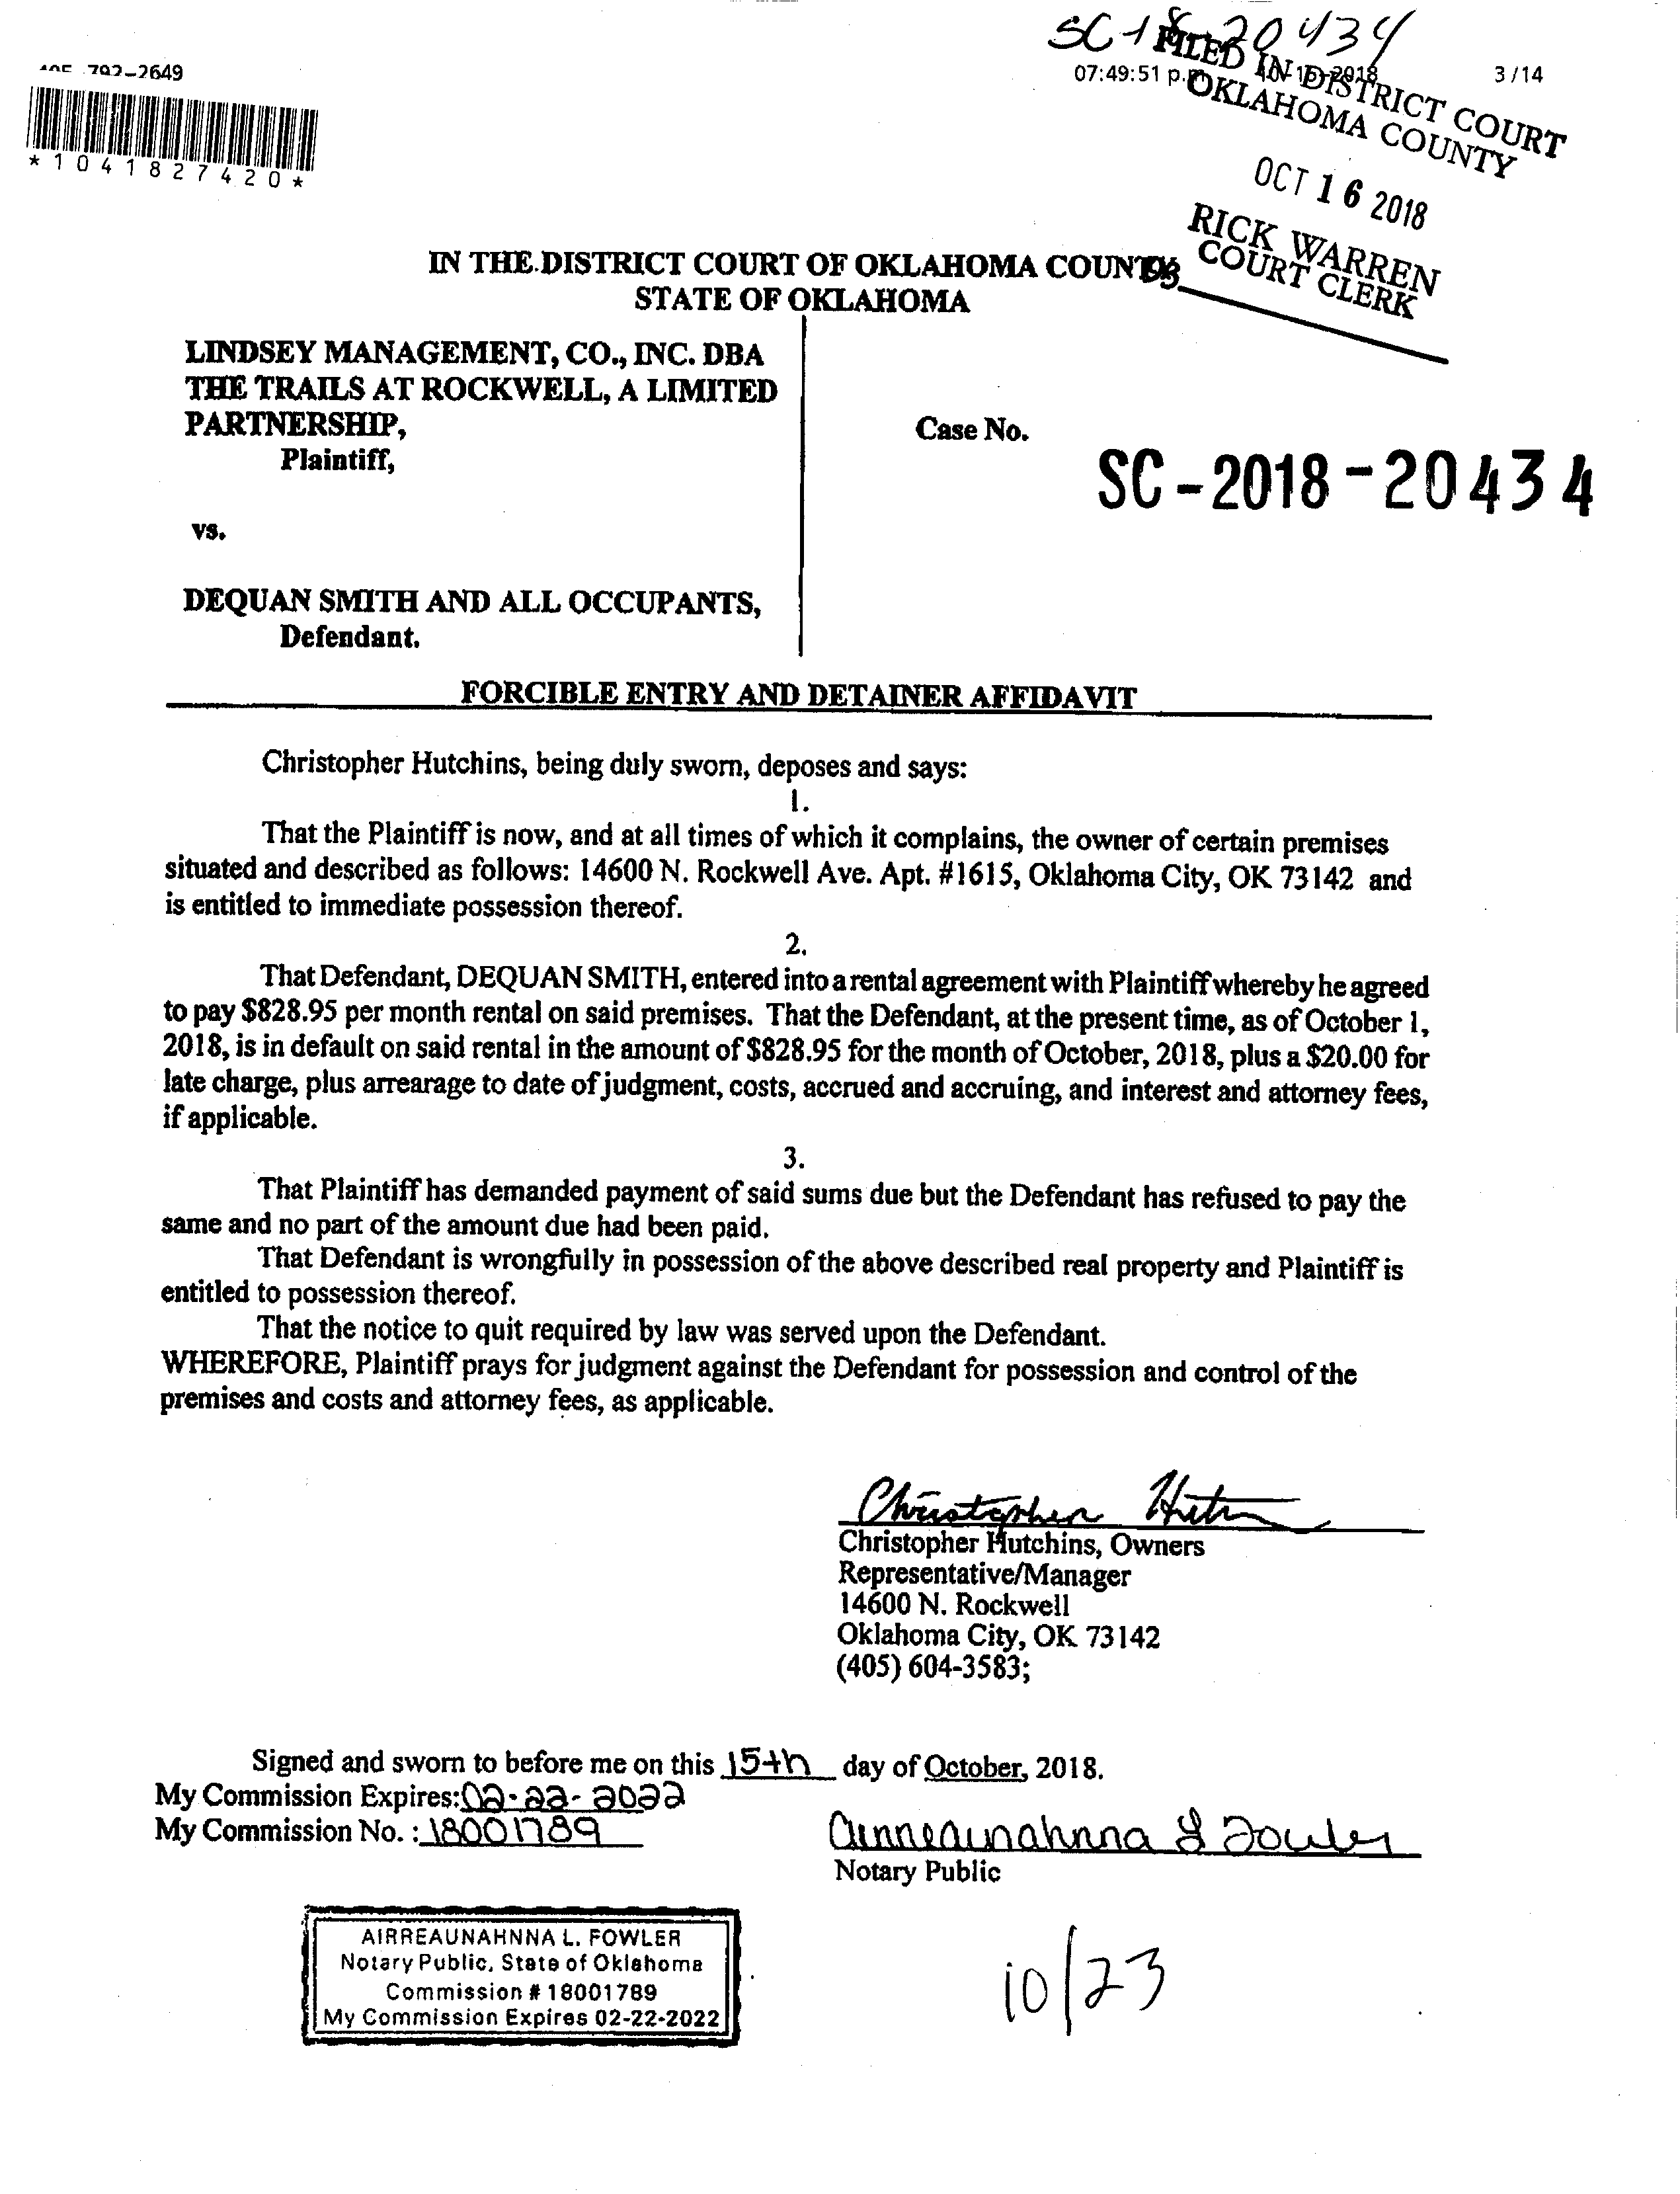 SC-18-20434
792-2649
07:49:51 p.m. 10-15-2018 3 /14
FILED IN DISTRICT COURT
OKLAHOMA COUNTY
*1041827420*
OCT 16 2018
RICK WARREN
COURT CLERK
IN THE DISTRICT COURT OF OKLAHOMA COUNTY
STATE OF OKLAHOMA
LINDSEY MANAGEMENT, CO., INC. DBA
THE TRAILS AT ROCKWELL, A LIMITED
PARTNERSHIP,
Plaintiff,
Case No.
SC-2018-20434
vs.
DEQUAN SMITH AND ALL OCCUPANTS,
Defendant.
FORCIBLE ENTRY AND DETAINER AFFIDAVIT
Christopher Hutchins, being duly sworn, deposes and says:
1.
That the Plaintiff is now, and at all times of which it complains, the owner of certain premises
situated and described as follows: 14600 N. Rockwell Ave. Apt. #1615, Oklahoma City, OK 73142 and
is entitled to immediate possession thereof.
2.
That Defendant, DEQUAN SMITH, entered into a rental agreement with Plaintiff whereby he agreed
to pay $828.95 per month rental on said premises. That the Defendant, at the present time, as of October 1,
2018, is in default on said rental in the amount of $828.95 for the month of October, 2018, plus a $20.00 for
late charge, plus arrearage to date of judgment, costs, accrued and accruing, and interest and attorney fees,
if applicable.
3.
That Plaintiff has demanded payment of said sums due but the Defendant has refused to pay the
same and no part of the amount due had been paid.
That Defendant is wrongfully in possession of the above described real property and Plaintiff is
entitled to possession thereof.
That the notice to quit required by law was served upon the Defendant.
WHEREFORE, Plaintiff prays for judgment against the Defendant for possession and control of the
premises and costs and attorney fees, as applicable.
Christopher Hutchins, Owners
Representative/Manager
14600 N. Rockwell
Oklahoma City, OK 73142
(405) 604-3583;
Signed and sworn to before me on this 15th day of October, 2018.
My Commission Expires: 02-22-2022
My Commission No. : 18001789
Notary Public
AIRREAUNAHNNA L. FOWLER
Notary Public, State of Oklahoma
Commission # 18001789
My Commission Expires 02-22-2022
10/23